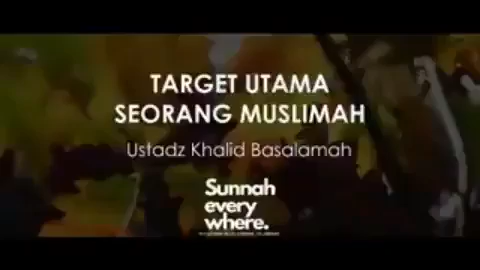 TARGET UTAMA
SEORANG MUSLIMAH
Ustadz Khalid Basalamah
Sunnah
every
where.